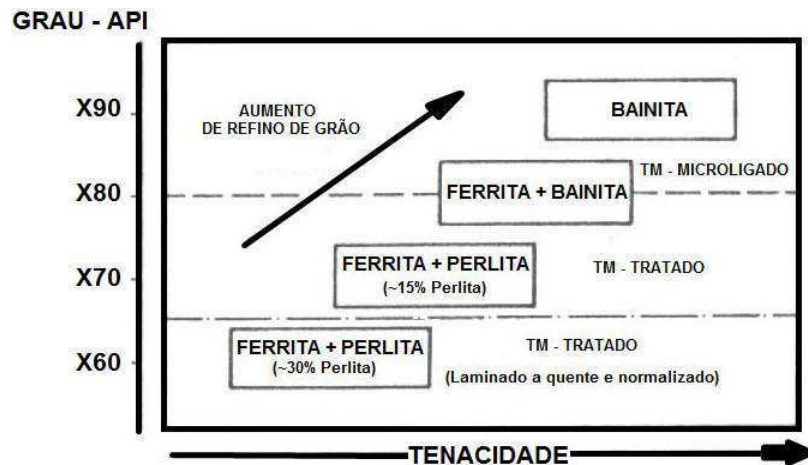 GRAU - API
X90
AUMENTO
DE REFINO DE GRÃO
BAINITA
TM - MICROLIGADO
X80
FERRITA + BAINITA
X70
FERRITA + PERLITA
(~15% Perlita)
TM - TRATADO
X60
FERRITA + PERLITA
(~30% Perlita)
TM - TRATADO
(Laminado a quente e normalizado)
TENACIDADE